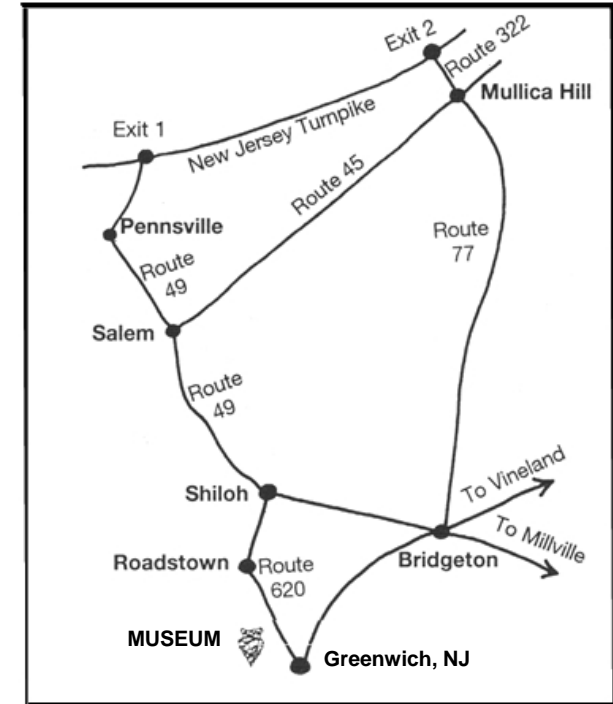 Exit 2
Route 322
Mullica Hill
Exit 1
New Jersey Turnpike
Route 45
Pennsville
Route
77
Route
49
Salem
Route
49
Shiloh
To Vineland
To Millville
Bridgeton
Roadstown
Route
620
MUSEUM
Greenwich, NJ